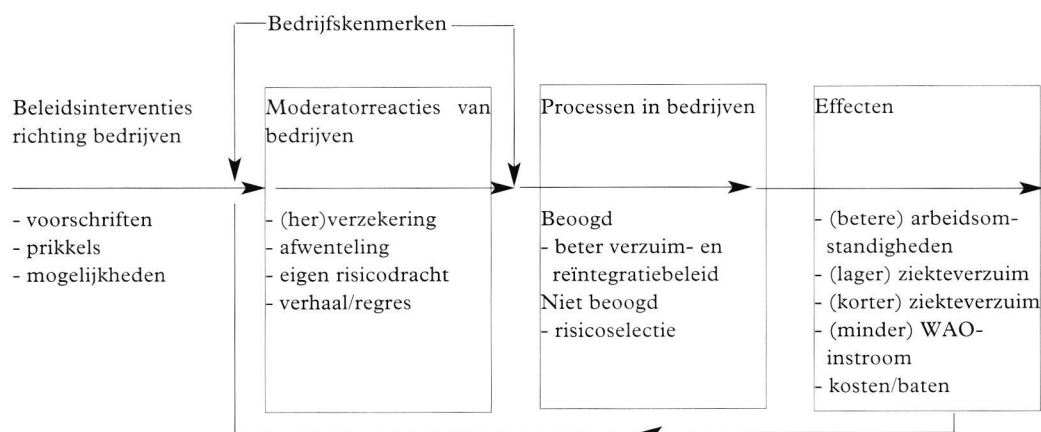 Bedrijfskenmerken
Beleidsinterventies
richting bedrijven
- voorschriften
- prikkels
- mogelijkheden
Moderatorreacties van
bedrijven
- (her)verzekering
- afwenteling
- eigen risicodracht
- verhaal/regres
Processen in bedrijven
Beoogd
- beter verzuim- en
reïntegratiebeleid
Niet beoogd
- risicoselectie
Effecten
- (betere) arbeidsom-
standigheden
- (lager) ziekteverzuim
- (korter) ziekteverzuim
- (minder) WAO-
instroom
- kosten/baten